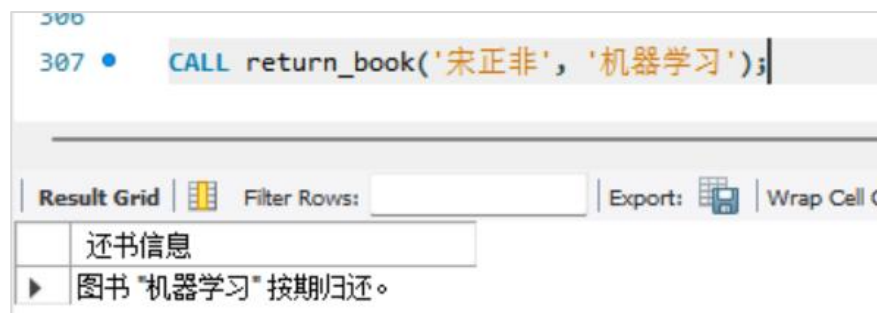 306
307 CALL return_book('宋正非', '机器学习');
Result Grid Filter Rows: Export: Wrap Cell C
还书信息
图书 "机器学习" 按期归还。